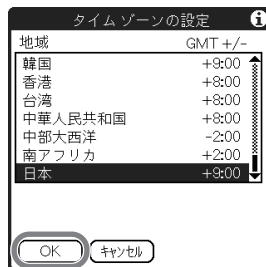 タイム ゾーンの設定
地域 GMT +/-
韓国 +9:00
香港 +8:00
台湾 +8:00
中華人民共和国 +8:00
中部大西洋 -2:00
南アフリカ +2:00
日本 +9:00
OK キャンセル